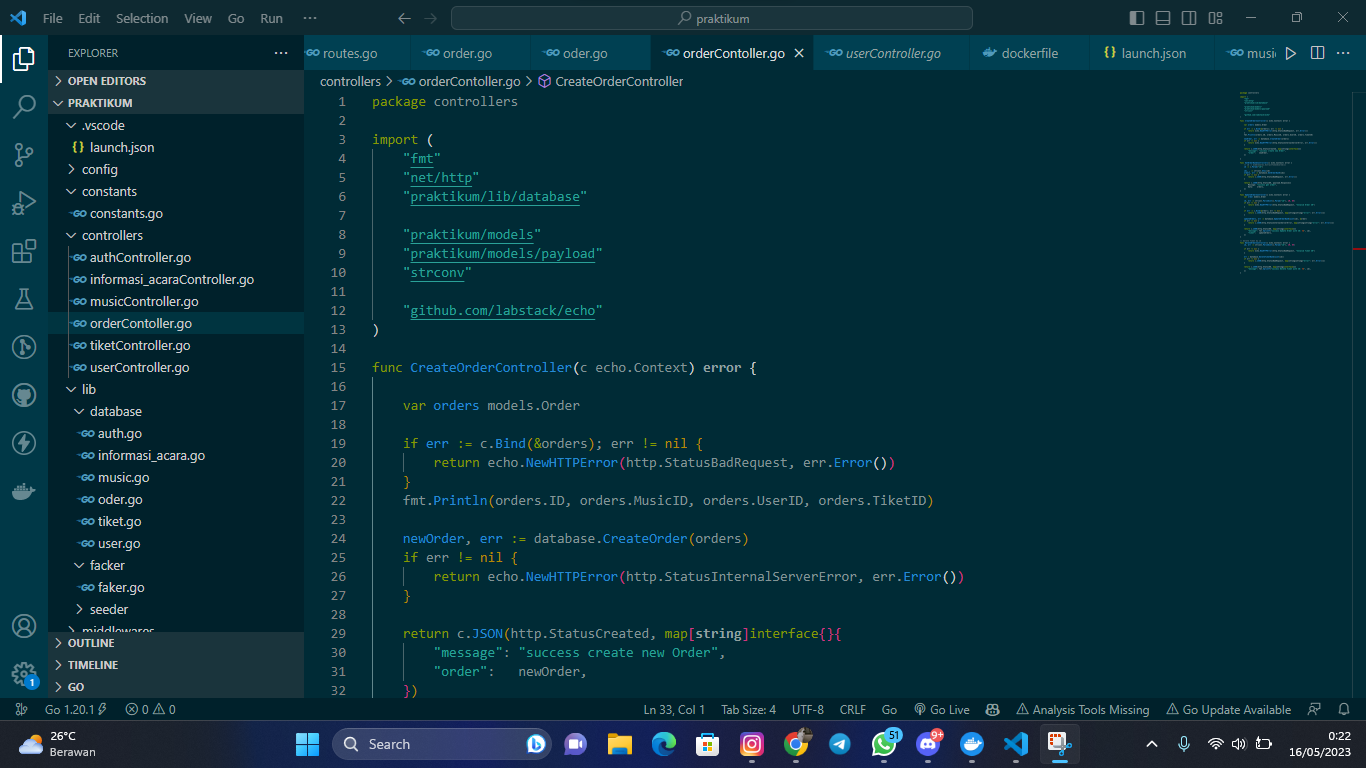 File Edit Selection View Go Run ···
praktikum
EXPLORER
OPEN EDITORS
PRAKTIKUM
.vscode
{} launch.json
config
constants
constants.go
controllers
authController.go
informasi_acaraController.go
musicController.go
orderContoller.go
tiketController.go
userController.go
lib
database
auth.go
informasi_acara.go
music.go
oder.go
tiket.go
user.go
facker
faker.go
seeder
middlewares
OUTLINE
TIMELINE
GO
routes.go order.go oder.go orderContoller.go userController.go dockerfile {} launch.json
controllers > orderContoller.go > CreateOrderController
1 package controllers
2
3 import (
4 "fmt"
5 "net/http"
6 "praktikum/lib/database"
7
8 "praktikum/models"
9 "praktikum/models/payload"
10 "strconv"
11
12 "github.com/labstack/echo"
13 )
14
15 func CreateOrderController(c echo.Context) error {
16
17 var orders models.Order
18
19 if err := c.Bind(&orders); err != nil {
20 return echo.NewHTTPError(http.StatusBadRequest, err.Error())
21 }
22 fmt.Println(orders.ID, orders.MusicID, orders.UserID, orders.TiketID)
23
24 newOrder, err := database.CreateOrder(orders)
25 if err != nil {
26 return echo.NewHTTPError(http.StatusInternalServerError, err.Error())
27 }
28
29 return c.JSON(http.StatusCreated, map[string]interface{}{
30 "message": "success create new Order",
31 "order": newOrder,
32 })
1
Go 1.20.1 0 0 Ln 33, Col 1 Tab Size: 4 UTF-8 CRLF Go Go Live Analysis Tools Missing Go Update Available
26°C
Berawan
Search
51
9+
0:22
16/05/2023